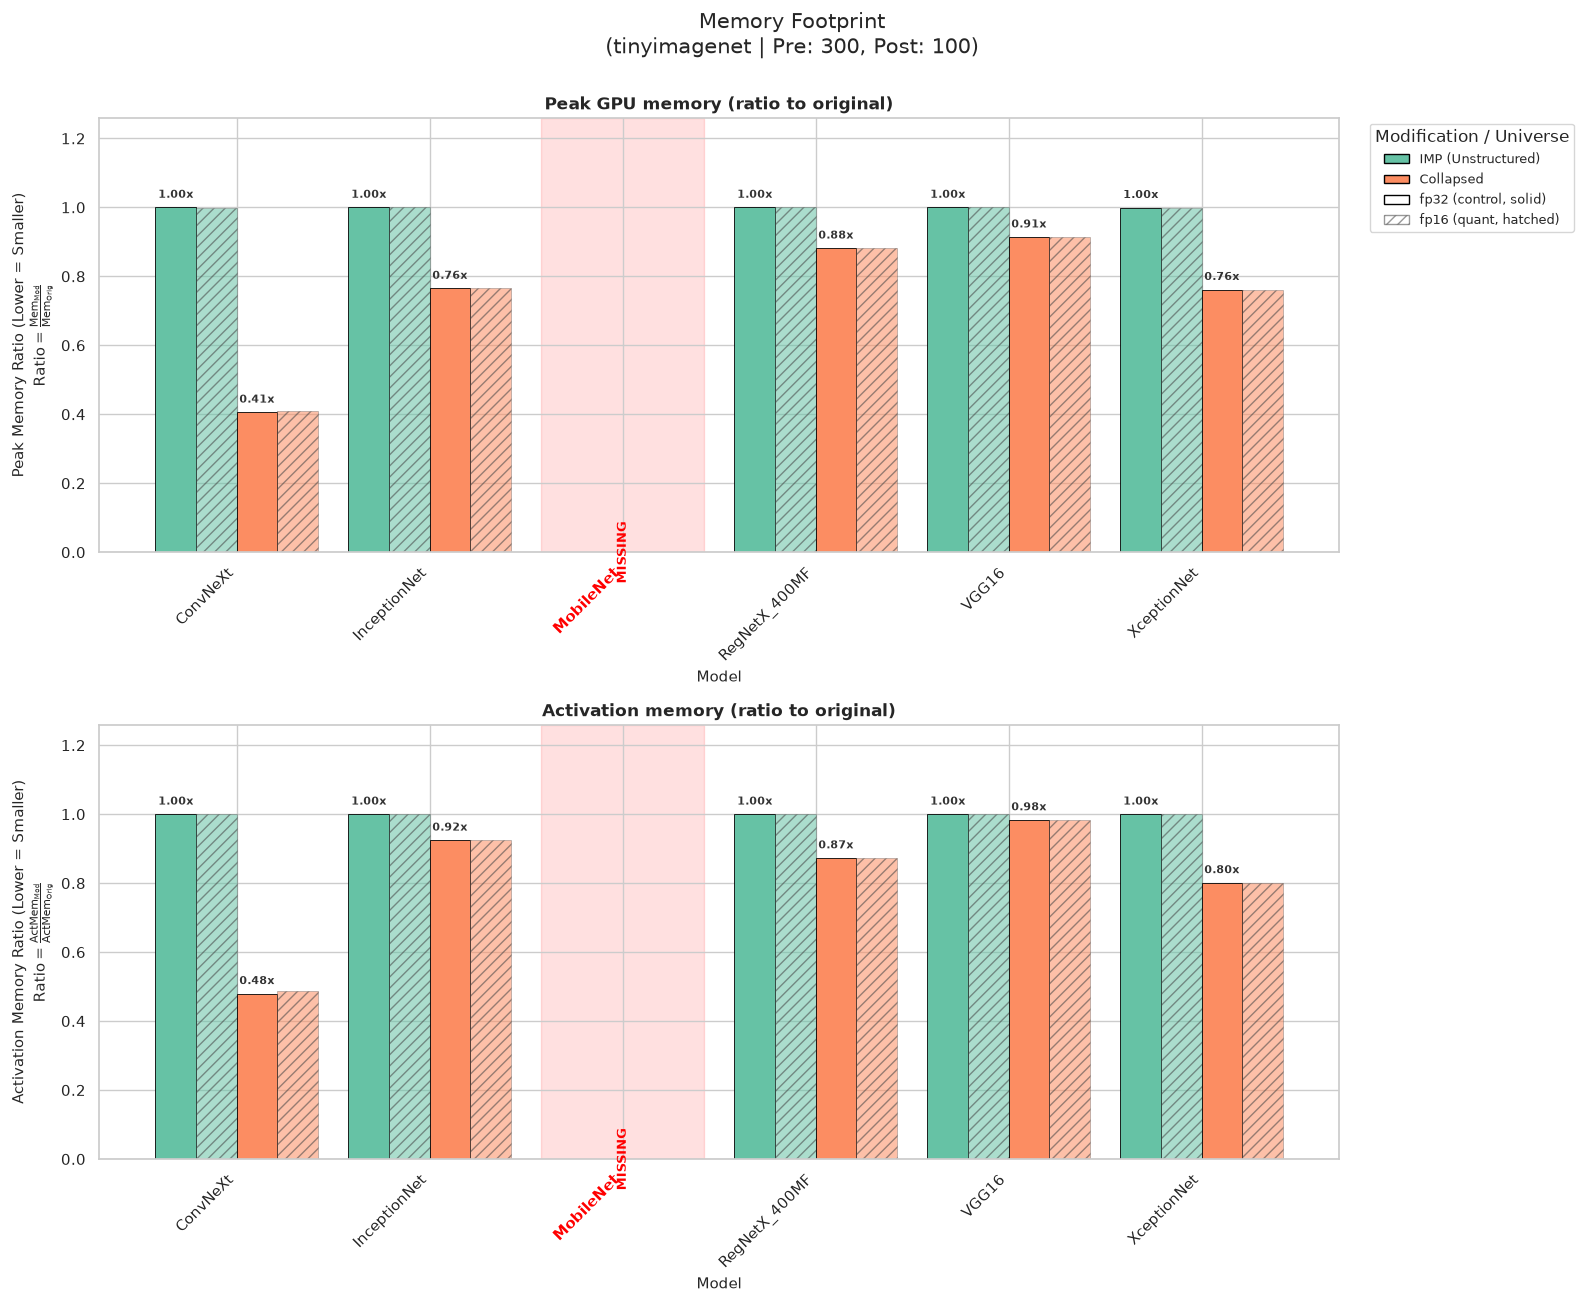 Memory Footprint
(tinyimagenet | Pre: 300, Post: 100)
Peak GPU memory (ratio to original)
Modification / Universe
IMP (Unstructured)
Collapsed
fp32 (control, solid)
fp16 (quant, hatched)
Peak Memory Ratio (Lower = Smaller)
Ratio = Mem_Mod / Mem_Orig
1.2
1.0
0.8
0.6
0.4
0.2
0.0
1.00x
0.41x
1.00x
0.76x
MISSING
1.00x
0.88x
1.00x
0.91x
1.00x
0.76x
ConvNeXt
InceptionNet
MobileNet
RegNetX_400MF
VGG16
XceptionNet
Model
Activation memory (ratio to original)
Activation Memory Ratio (Lower = Smaller)
Ratio = ActMem_Mod / ActMem_Orig
1.2
1.0
0.8
0.6
0.4
0.2
0.0
1.00x
0.48x
1.00x
0.92x
MISSING
1.00x
0.87x
1.00x
0.98x
1.00x
0.80x
ConvNeXt
InceptionNet
MobileNet
RegNetX_400MF
VGG16
XceptionNet
Model